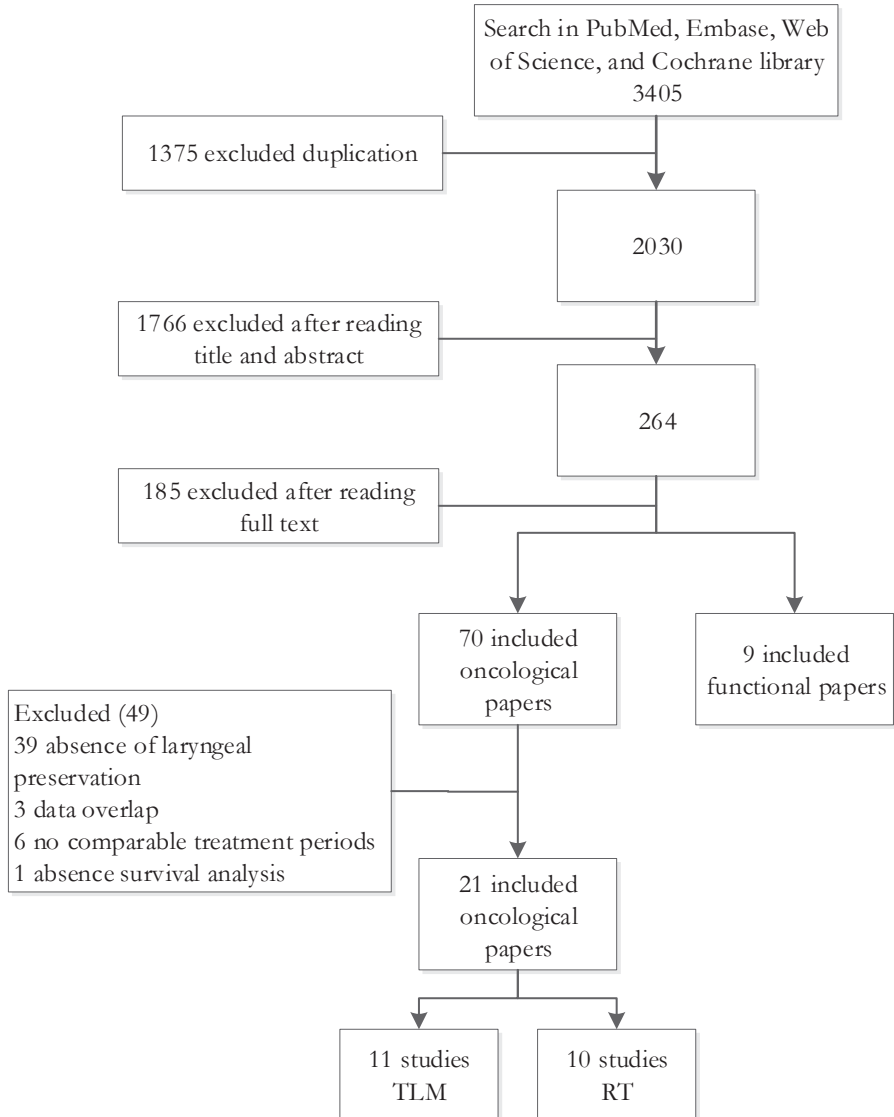 Search in PubMed, Embase, Web
of Science, and Cochrane library
3405
1375 excluded duplication
2030
1766 excluded after reading
title and abstract
264
185 excluded after reading
full text
70 included
oncological
papers
9 included
functional papers
Excluded (49)
39 absence of laryngeal
preservation
3 data overlap
6 no comparable treatment periods
1 absence survival analysis
21 included
oncological
papers
11 studies
TLM
10 studies
RT